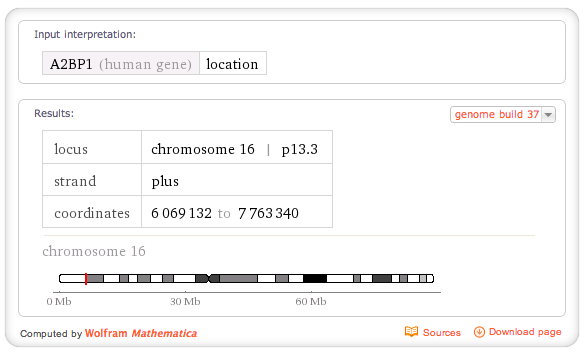 Input interpretation:
A2BP1 (human gene) location
Results:
genome build 37
locus chromosome 16 | p13.3
strand plus
coordinates 6 069 132 to 7 763 340
chromosome 16
0 Mb 30 Mb 60 Mb
Computed by Wolfram Mathematica
Sources Download page